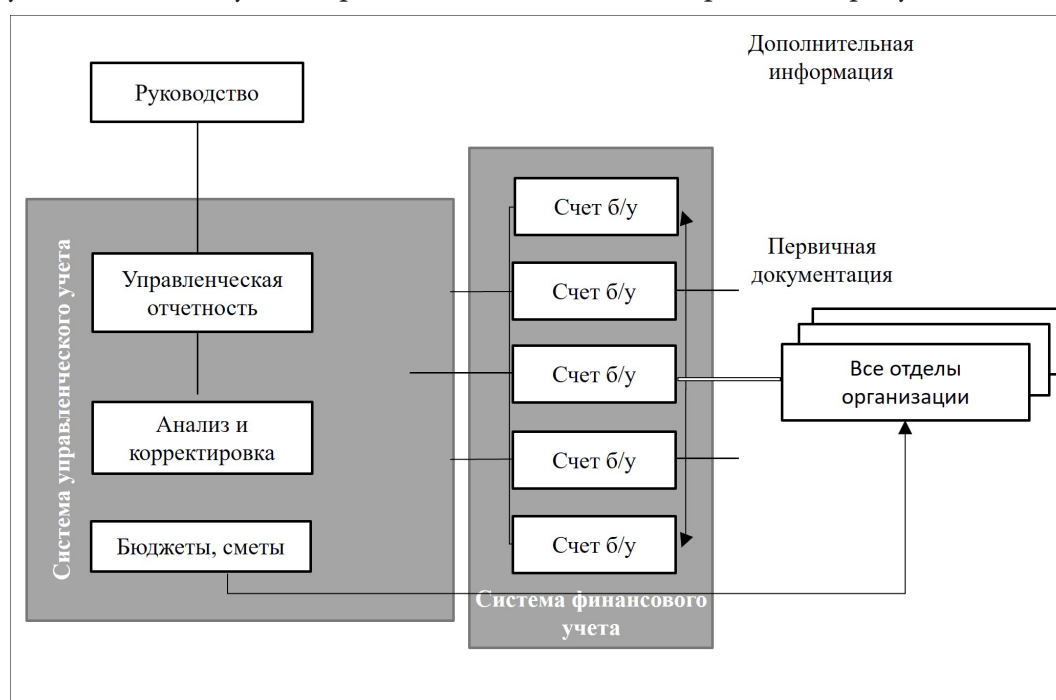 Дополнительная
информация
Руководство
Счет б/у
Система управленческого учета
Управленческая
отчетность
Первичная
документация
Счет б/у
Счет б/у
Все отделы
организации
Анализ и
корректировка
Счет б/у
Бюджеты, сметы
Счет б/у
Система финансового
учета